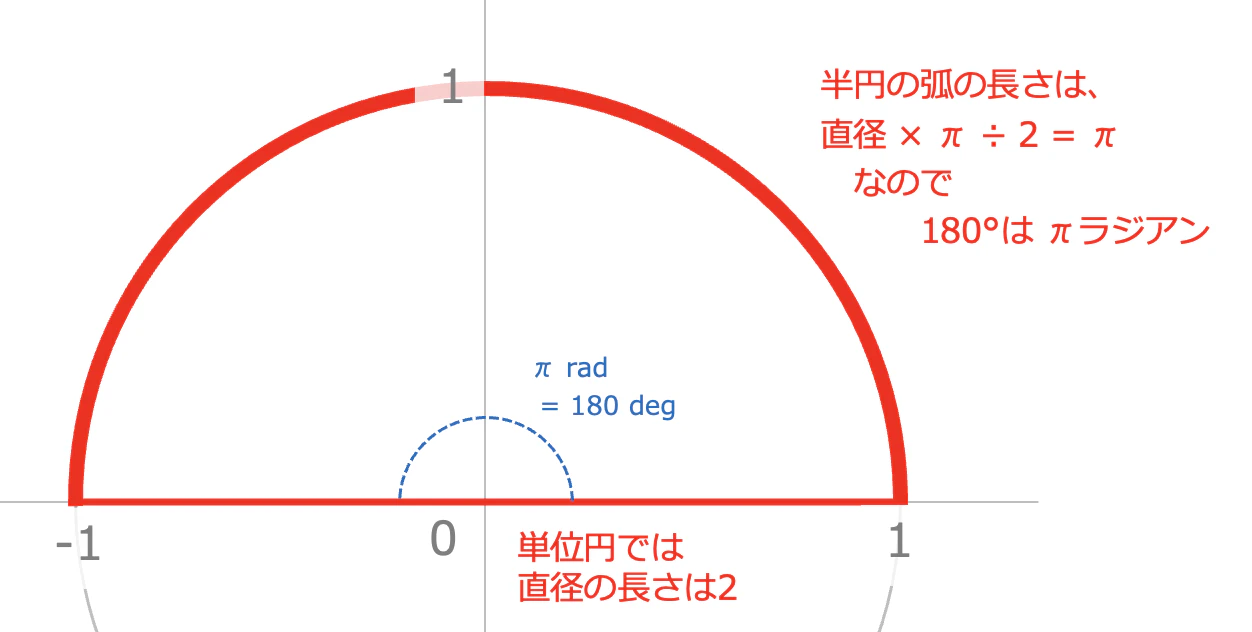 1
半円の弧の長さは、
直径 × π ÷ 2 = π
なので
180°は πラジアン
π rad
= 180 deg
-1
0
1
単位円では
直径の長さは2